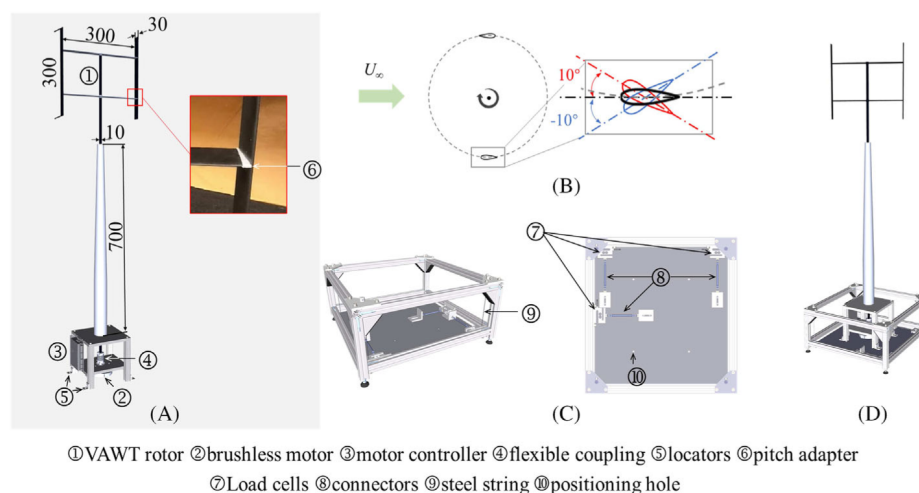 30
300
300
①
10
⑥
700
③
④
⑤
②
(A)
U∞
10°
-10°
(B)
⑦
⑧
⑨
⑩
(C)
(D)
①VAWT rotor ②brushless motor ③motor controller ④flexible coupling ⑤locators ⑥pitch adapter
⑦Load cells ⑧connectors ⑨steel string ⑩positioning hole